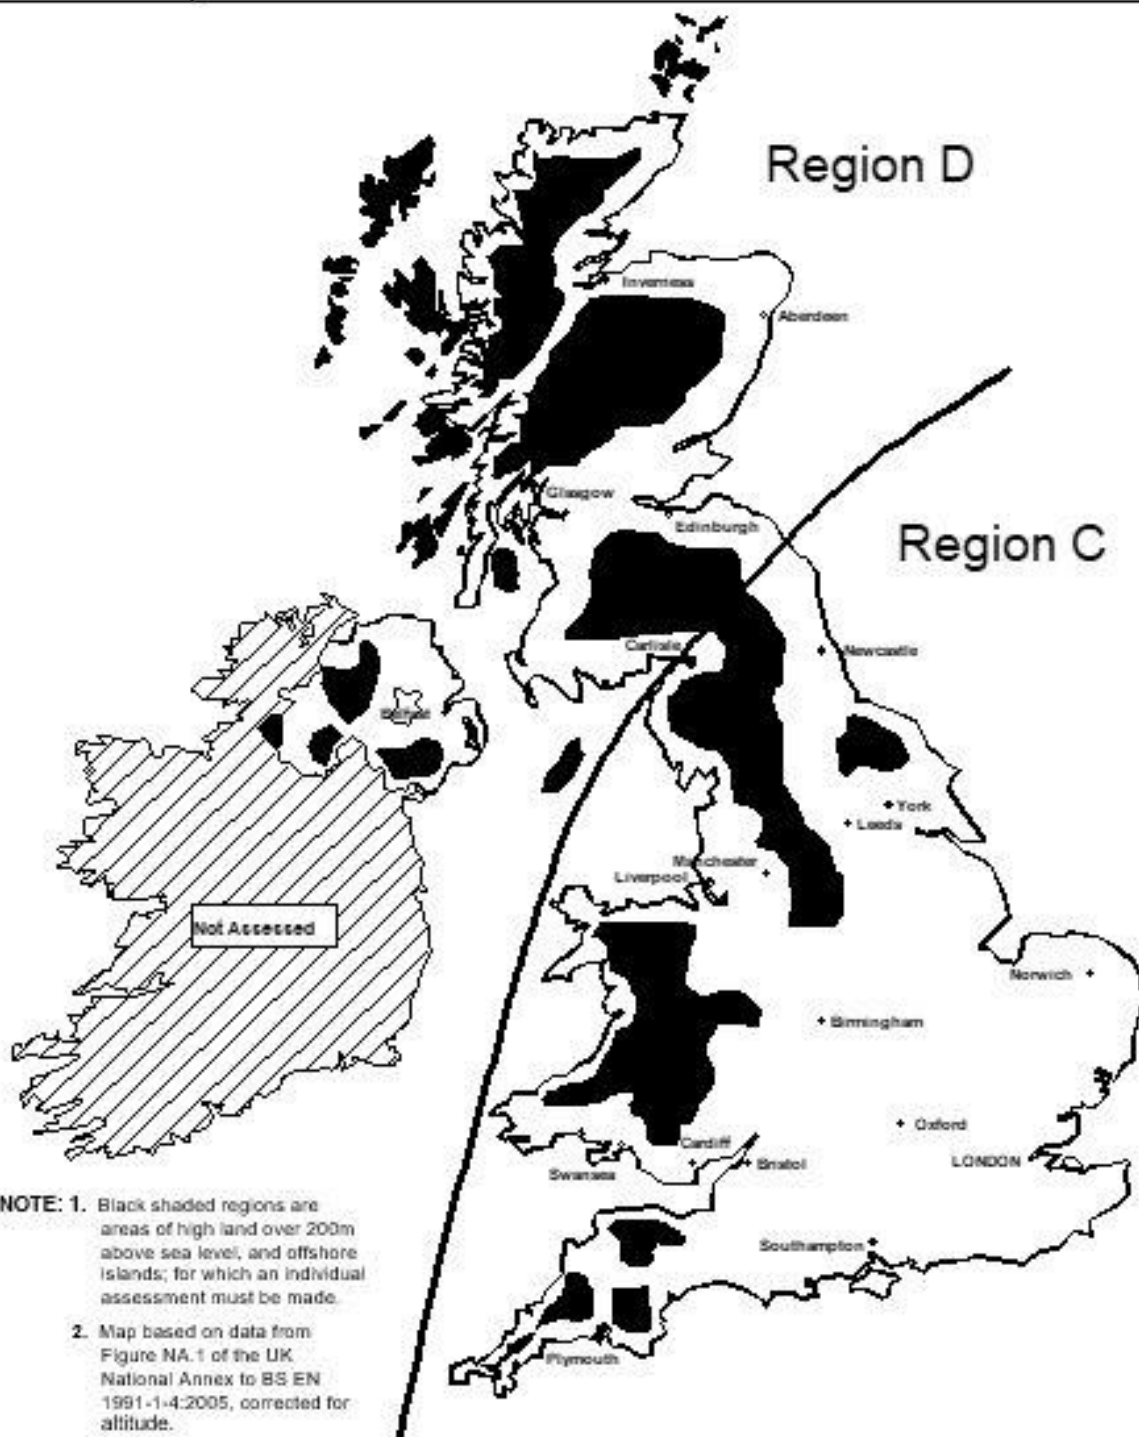 Region D
Inverness
Aberdeen
Glasgow
Edinburgh
Region C
Carlisle
Newcastle
Belfast
York
Leeds
Manchester
Liverpool
Not Assessed
Norwich
Birmingham
Oxford
Cardiff
LONDON
Bristol
Swansea
Southampton
Plymouth
NOTE: 1. Black shaded regions are
areas of high land over 200m
above sea level, and offshore
islands; for which an individual
assessment must be made.
2. Map based on data from
Figure NA.1 of the UK
National Annex to BS EN
1991-1-4:2005, corrected for
altitude.